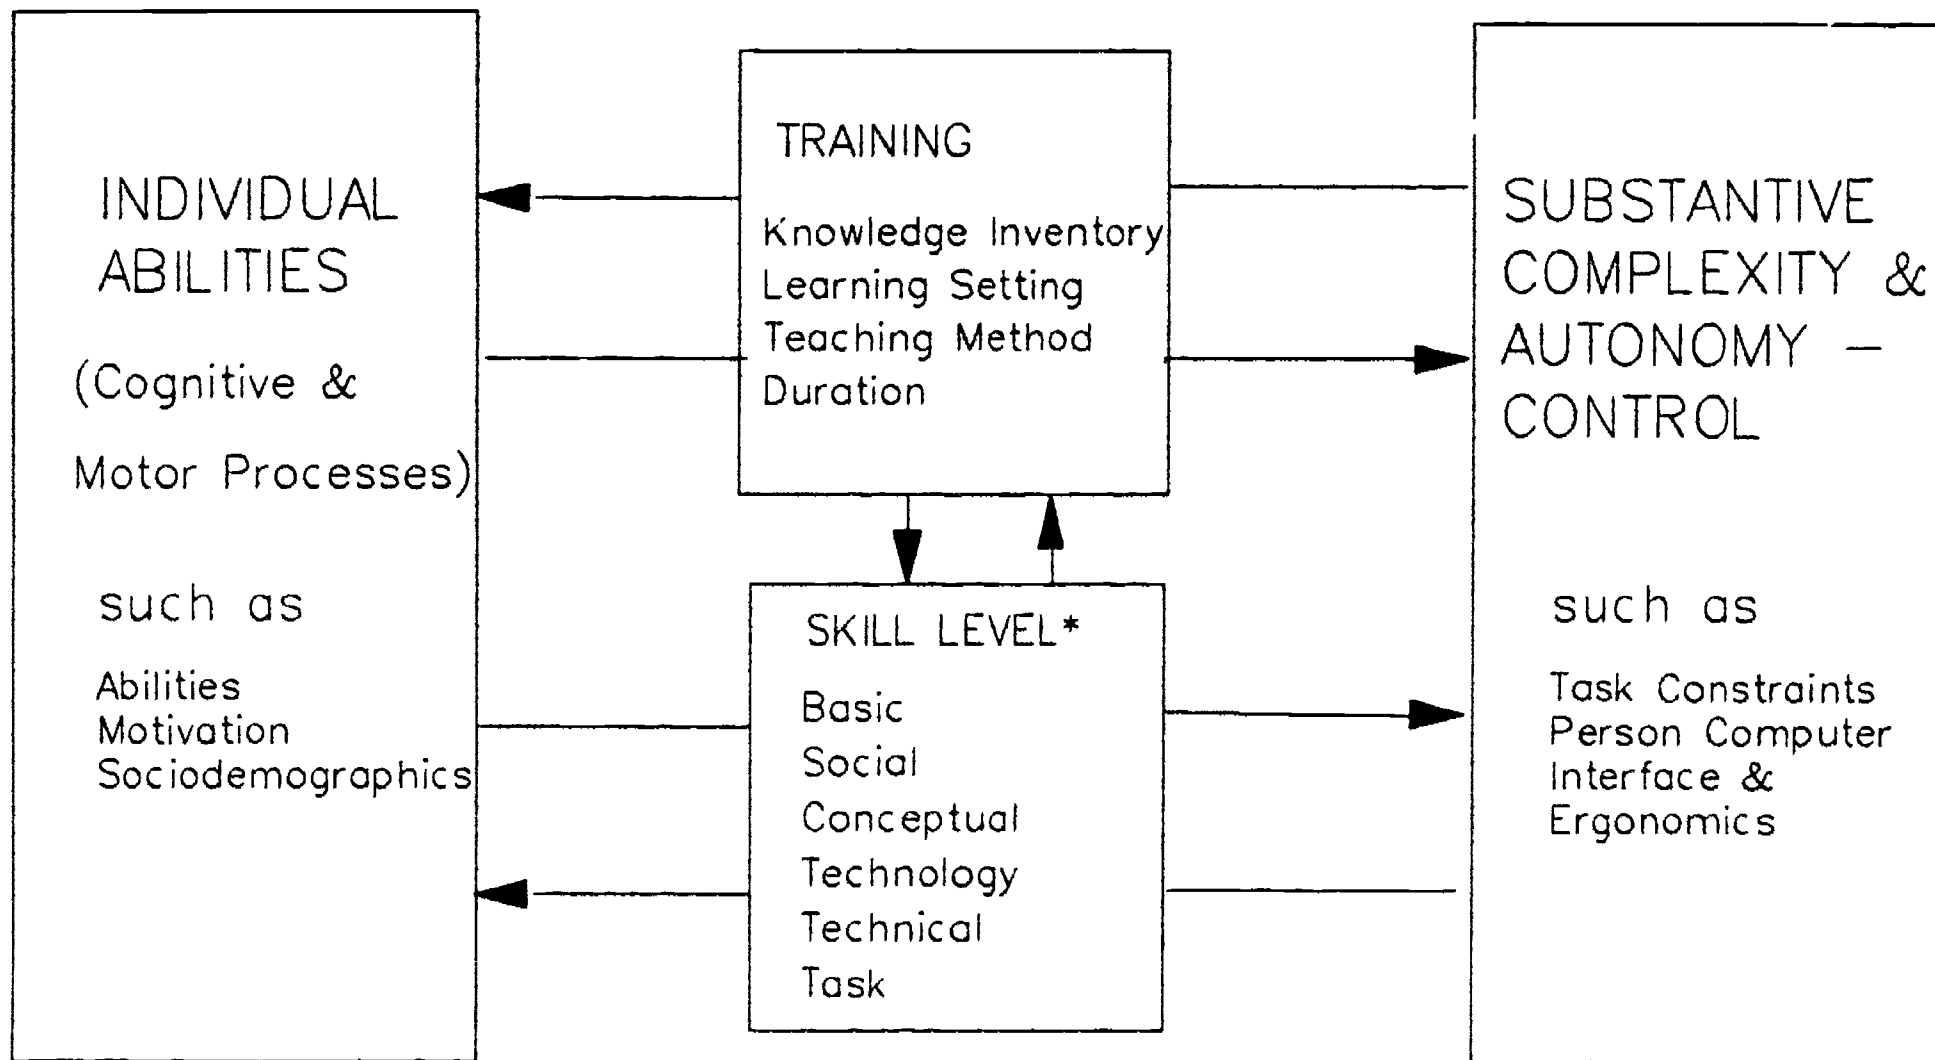 INDIVIDUAL
ABILITIES
(Cognitive &
Motor Processes)
such as
Abilities
Motivation
Sociodemographics
TRAINING
Knowledge Inventory
Learning Setting
Teaching Method
Duration
SKILL LEVEL*
Basic
Social
Conceptual
Technology
Technical
Task
SUBSTANTIVE
COMPLEXITY &
AUTONOMY –
CONTROL
such as
Task Constraints
Person Computer
Interface &
Ergonomics